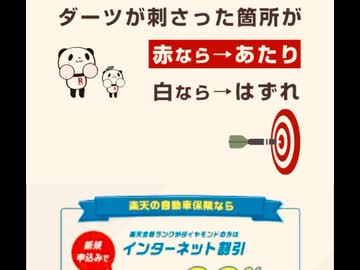 ダーツが刺さった箇所が
赤なら→あたり
白なら→はずれ
R
楽天の自動車保険なら
楽天会員ランクがダイヤモンドの方は
新規
申込みで
インターネット割引